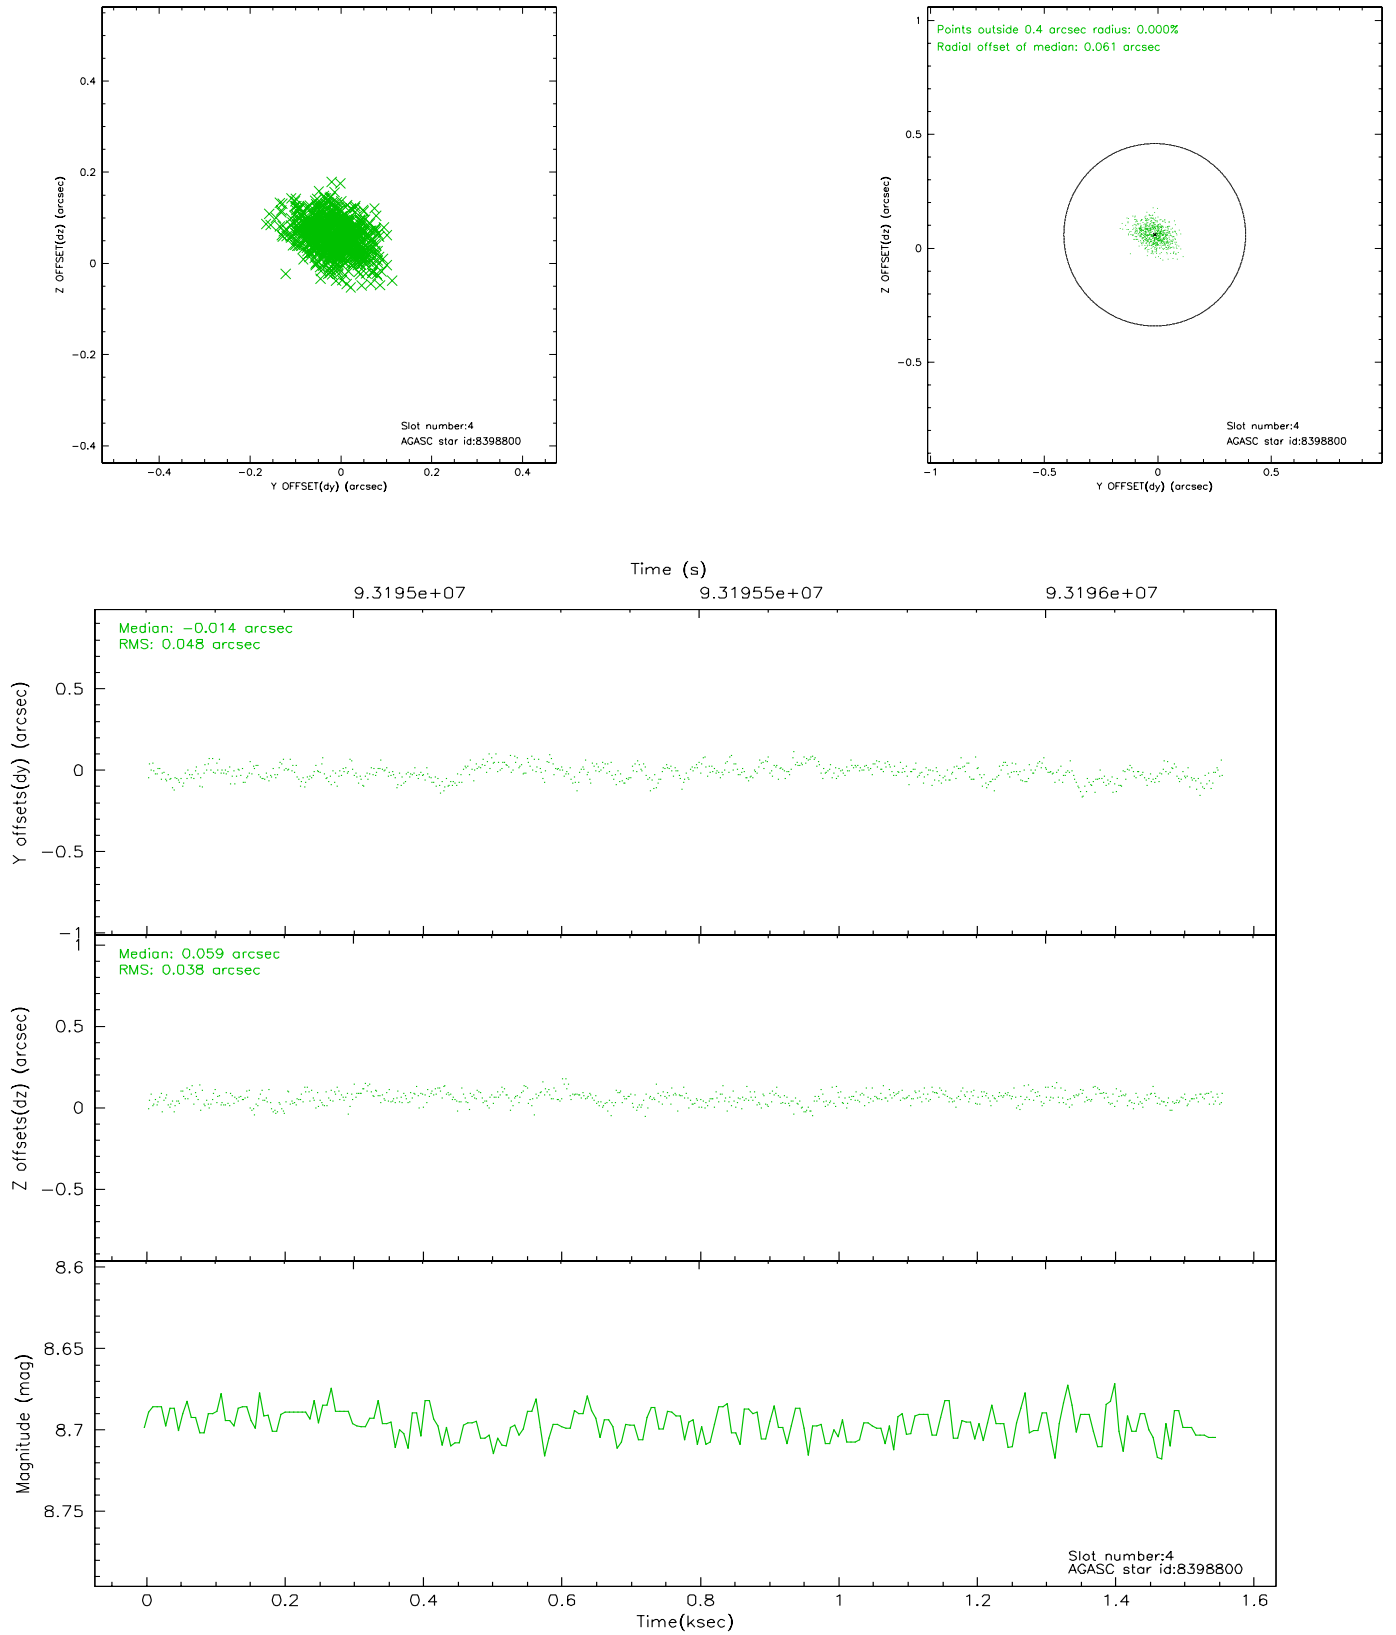 0.4
0.2
0
−0.2
−0.4
Z OFFSET(dz) (arcsec)
Slot number:4
AGASC star id:8398800
−0.4 −0.2 0 0.2 0.4
Y OFFSET(dy) (arcsec)
Points outside 0.4 arcsec radius: 0.000%
Radial offset of median: 0.061 arcsec
1
0.5
0
−0.5
Z OFFSET(dz) (arcsec)
Slot number:4
AGASC star id:8398800
−1 −0.5 0 0.5
Y OFFSET(dy) (arcsec)
Time (s)
9.3195e+07 9.31955e+07 9.3196e+07
Median: −0.014 arcsec
RMS: 0.048 arcsec
0.5
0
−0.5
−1
Y offsets(dy) (arcsec)
Median: 0.059 arcsec
RMS: 0.038 arcsec
1
0.5
0
−0.5
Z offsets(dz) (arcsec)
8.6
8.65
8.7
8.75
Magnitude (mag)
Slot number:4
AGASC star id:8398800
0 0.2 0.4 0.6 0.8 1 1.2 1.4 1.6
Time(ksec)